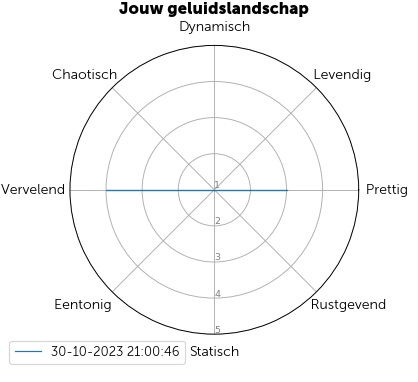 Jouw geluidslandschap
Dynamisch
Chaotisch
Levendig
Vervelend
1
Prettig
2
3
4
Eentonig
Rustgevend
5
30-10-2023 21:00:46
Statisch